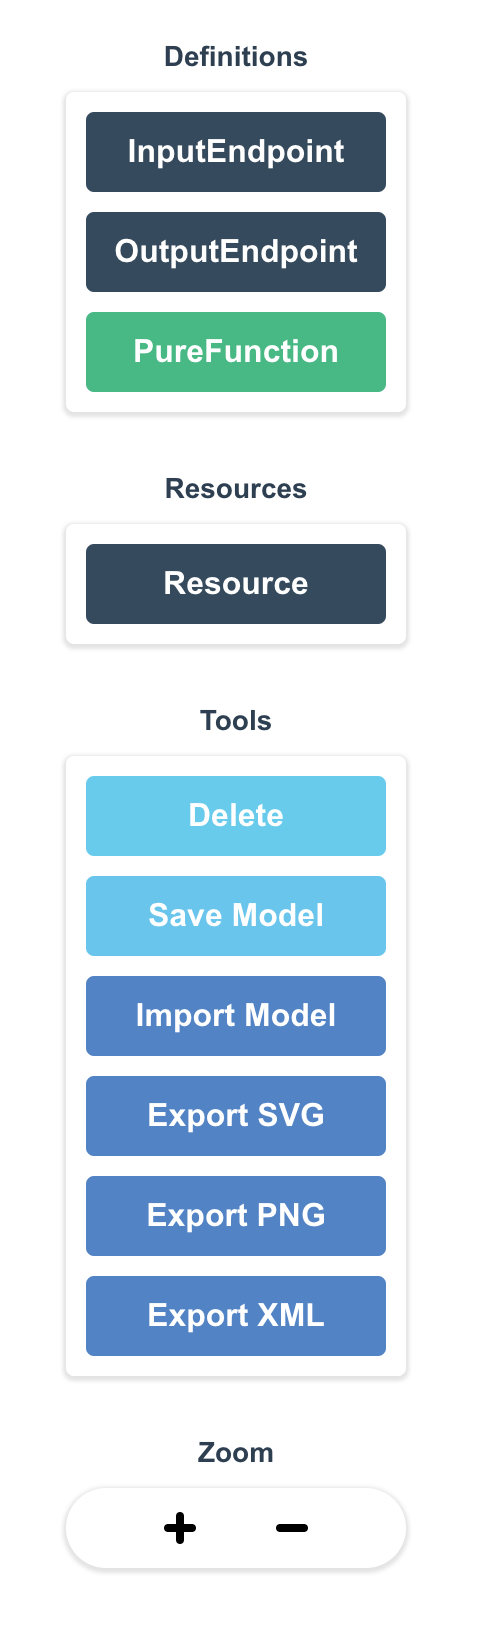 Definitions
InputEndpoint
OutputEndpoint
PureFunction
Resources
Resource
Tools
Delete
Save Model
Import Model
Export SVG
Export PNG
Export XML
Zoom